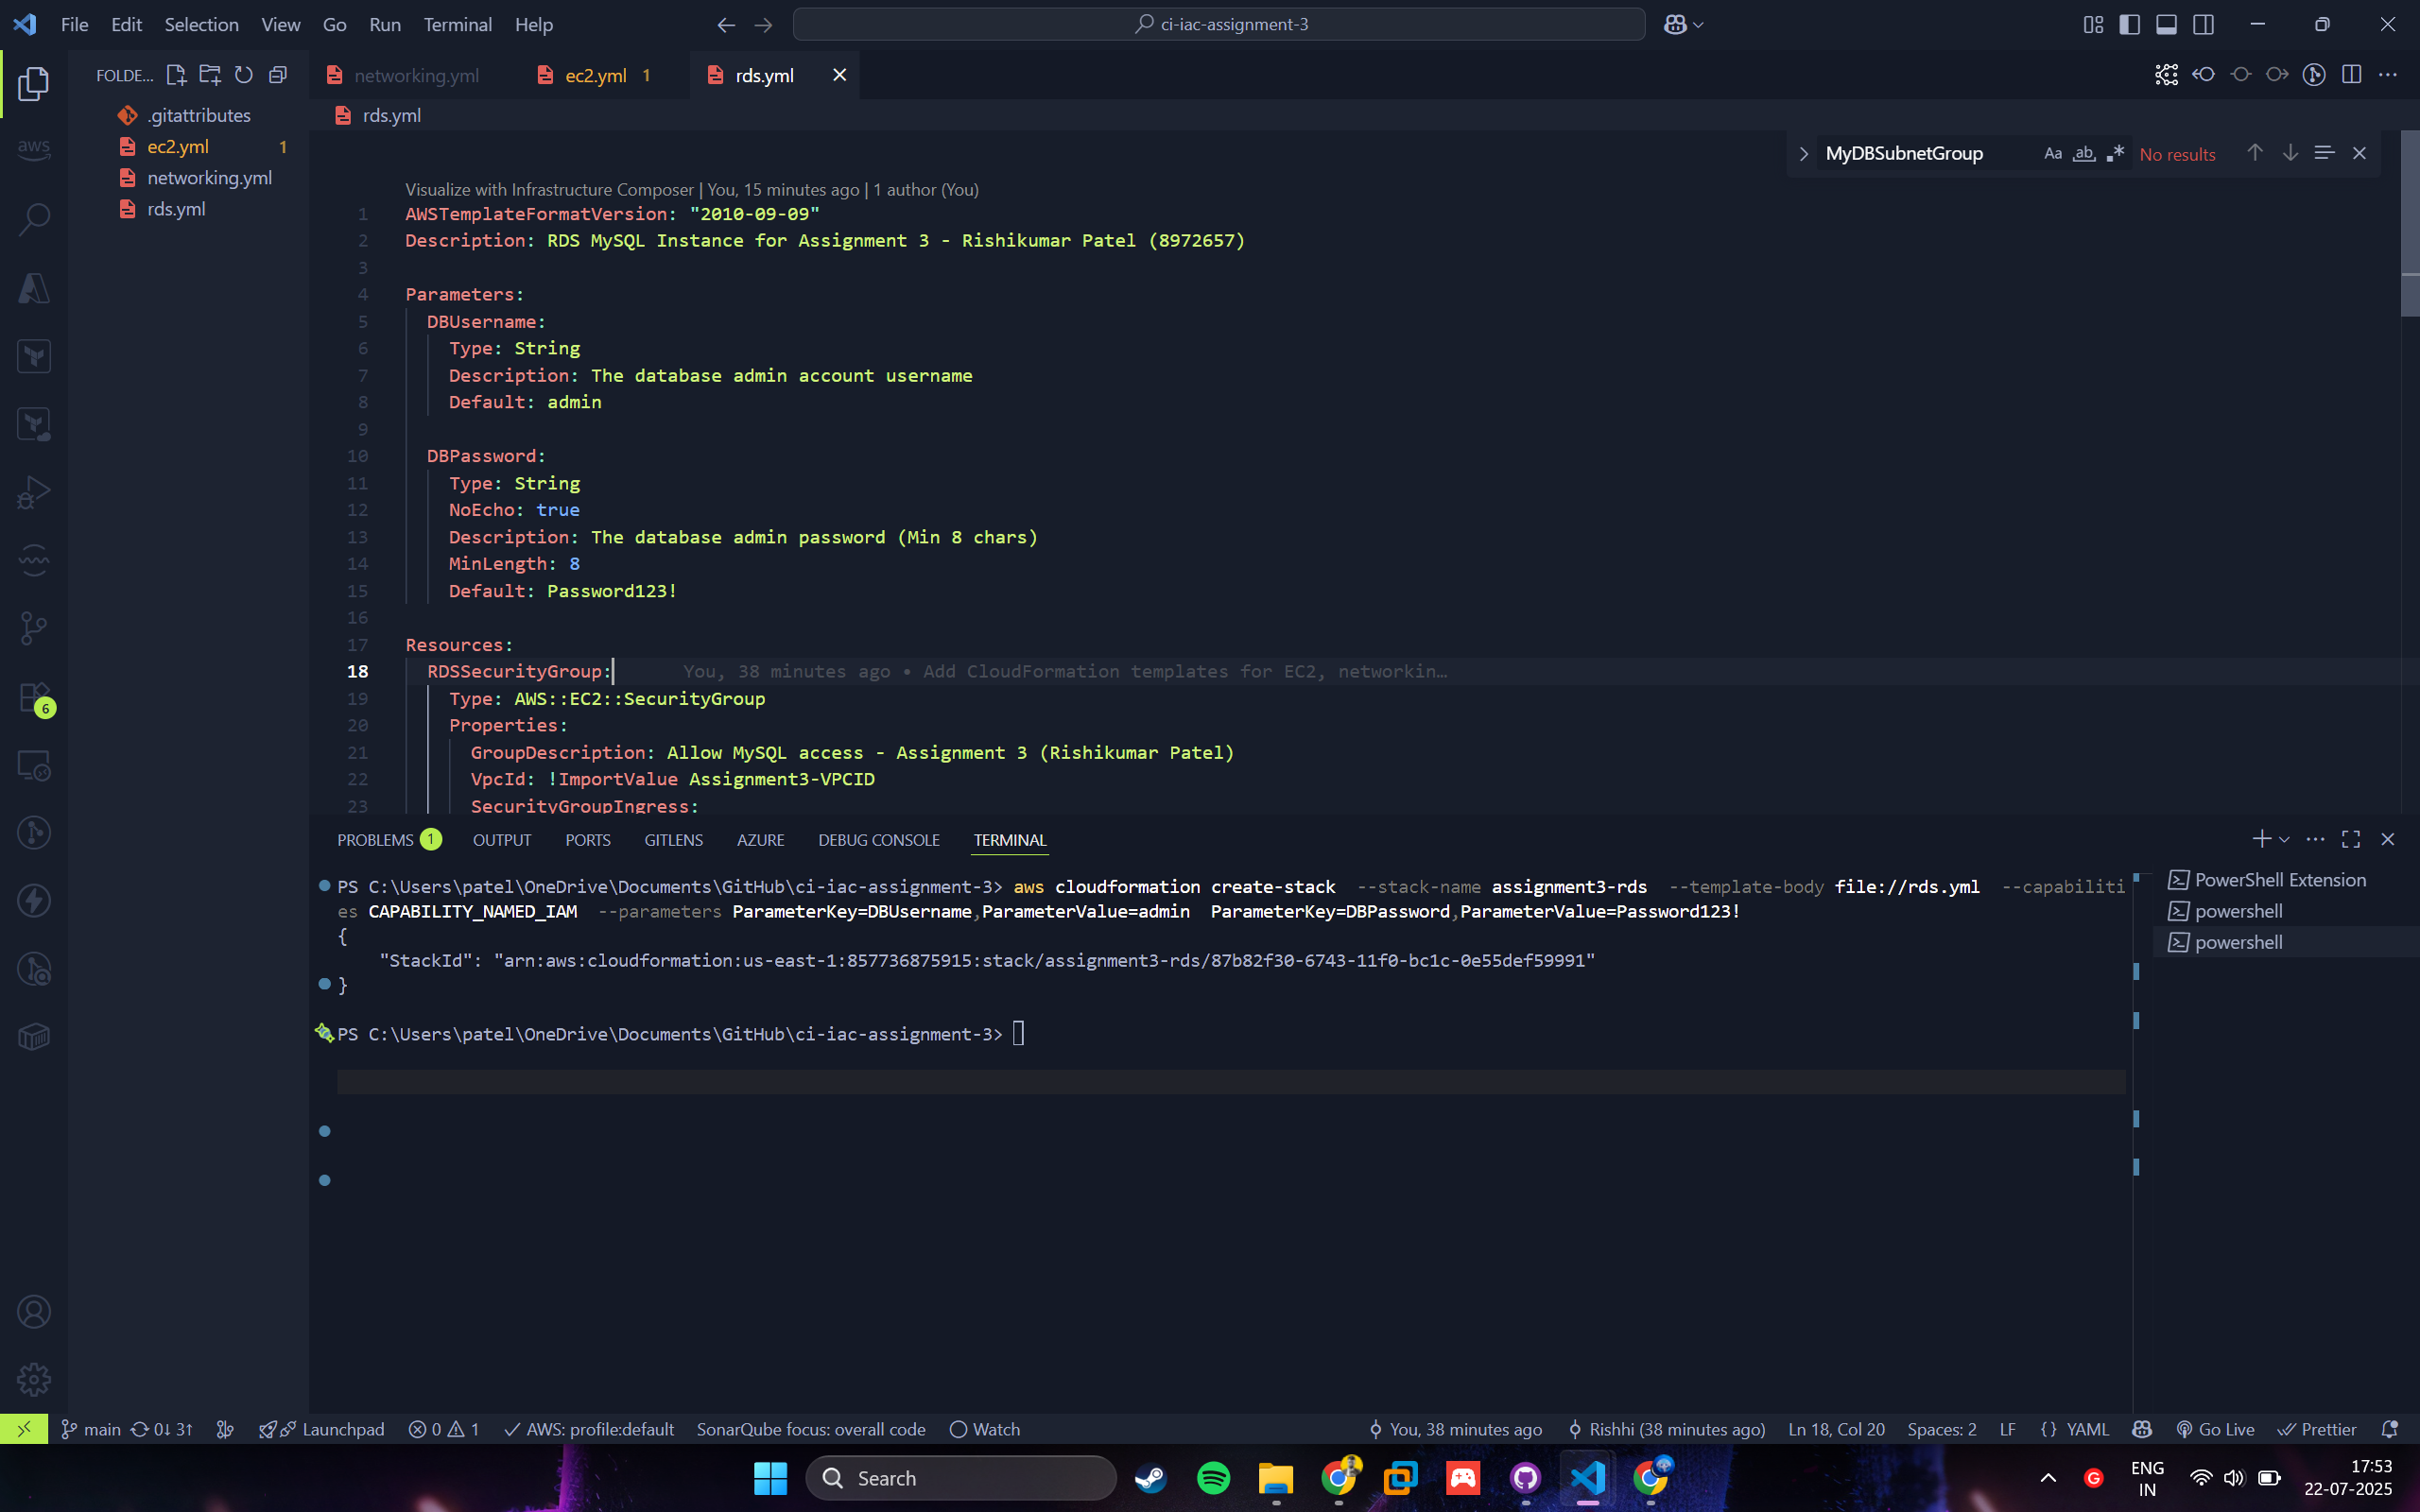 File Edit Selection View Go Run Terminal Help
ci-iac-assignment-3
FOLDE...
networking.yml
ec2.yml 1
rds.yml
.gitattributes
ec2.yml 1
networking.yml
rds.yml
aws
rds.yml
MyDBSubnetGroup
Aa ab
No results
Visualize with Infrastructure Composer | You, 15 minutes ago | 1 author (You)
1 AWSTemplateFormatVersion: "2010-09-09"
2 Description: RDS MySQL Instance for Assignment 3 - Rishikumar Patel (8972657)
3
4 Parameters:
5 DBUsername:
6 Type: String
7 Description: The database admin account username
8 Default: admin
9
10 DBPassword:
11 Type: String
12 NoEcho: true
13 Description: The database admin password (Min 8 chars)
14 MinLength: 8
15 Default: Password123!
16
17 Resources:
18 RDSSecurityGroup: You, 38 minutes ago • Add CloudFormation templates for EC2, networkin…
19 Type: AWS::EC2::SecurityGroup
20 Properties:
21 GroupDescription: Allow MySQL access - Assignment 3 (Rishikumar Patel)
22 VpcId: !ImportValue Assignment3-VPCID
23 SecurityGroupIngress:
6
PROBLEMS 1 OUTPUT PORTS GITLENS AZURE DEBUG CONSOLE TERMINAL
PS C:\Users\patel\OneDrive\Documents\GitHub\ci-iac-assignment-3> aws cloudformation create-stack --stack-name assignment3-rds --template-body file://rds.yml --capabiliti
es CAPABILITY_NAMED_IAM --parameters ParameterKey=DBUsername,ParameterValue=admin ParameterKey=DBPassword,ParameterValue=Password123!
{
"StackId": "arn:aws:cloudformation:us-east-1:857736875915:stack/assignment3-rds/87b82f30-6743-11f0-bc1c-0e55def59991"
}
PS C:\Users\patel\OneDrive\Documents\GitHub\ci-iac-assignment-3>
PowerShell Extension
powershell
powershell
main 0↓ 3↑ Launchpad 0 1 AWS: profile:default SonarQube focus: overall code Watch
You, 38 minutes ago Rishhi (38 minutes ago) Ln 18, Col 20 Spaces: 2 LF {} YAML Go Live Prettier
Search
G
ENG
IN
17:53
22-07-2025